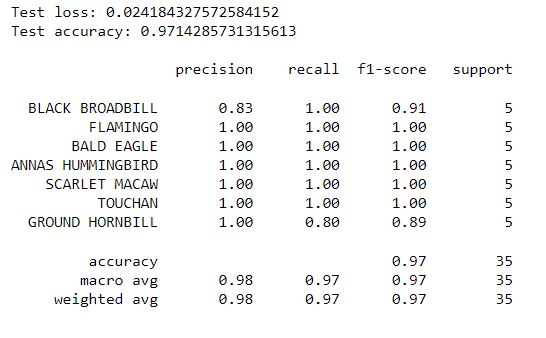 Test loss: 0.024184327572584152
Test accuracy: 0.9714285731315613
precision recall f1-score support
BLACK BROADBILL 0.83 1.00 0.91 5
FLAMINGO 1.00 1.00 1.00 5
BALD EAGLE 1.00 1.00 1.00 5
ANNAS HUMMINGBIRD 1.00 1.00 1.00 5
SCARLET MACAW 1.00 1.00 1.00 5
TOUCHAN 1.00 1.00 1.00 5
GROUND HORNBILL 1.00 0.80 0.89 5
accuracy 0.97 35
macro avg 0.98 0.97 0.97 35
weighted avg 0.98 0.97 0.97 35